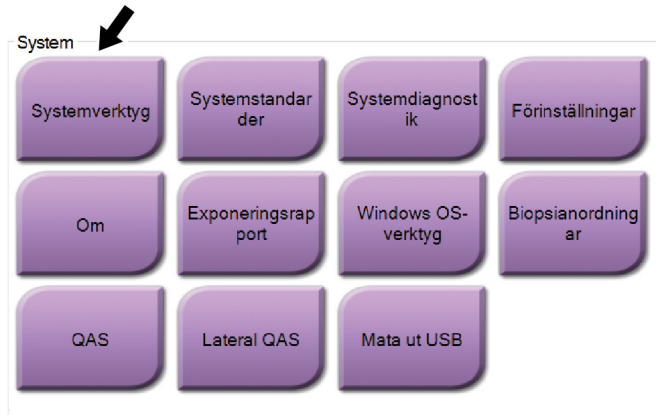 System
Systemverktyg
Systemstandar
der
Systemdiagnost
ik
Förinställningar
Om
Exponeringsrap
port
Windows OS-
verktyg
Biopsianordning
ar
QAS
Lateral QAS
Mata ut USB